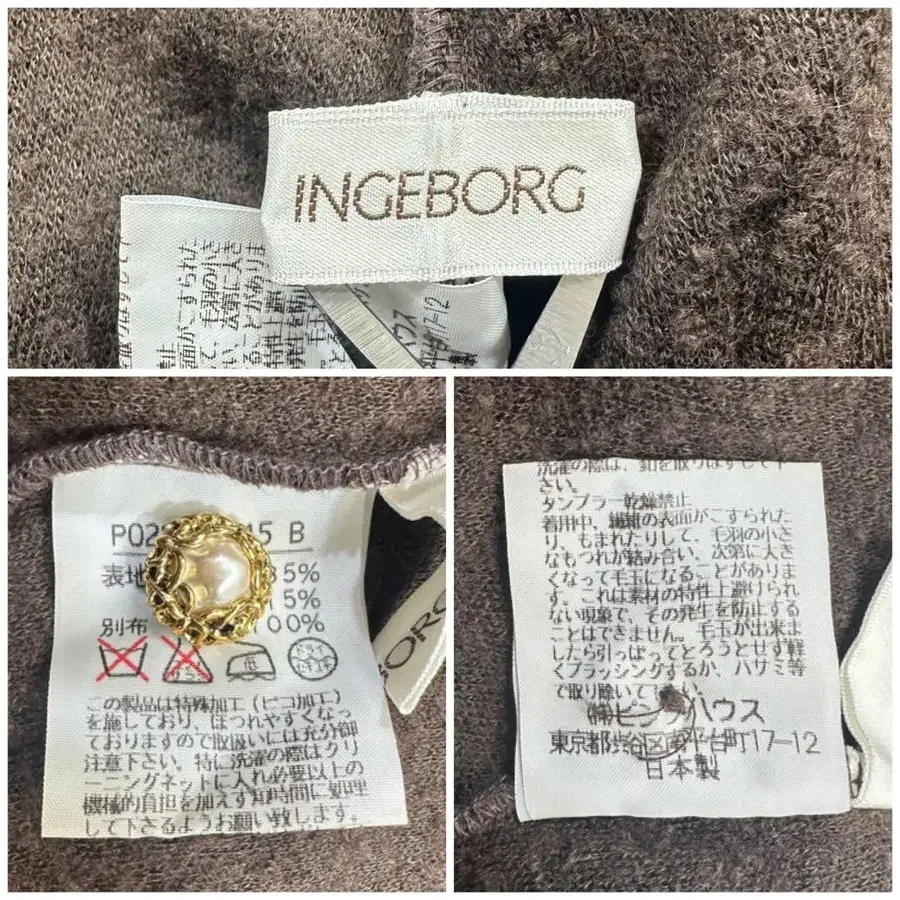 INGEBORG
P02 15 B
表地 85%
15%
別布 100%
この製品は特殊加工(ピコ加工)
を施しており、ほつれやすくなっ
ておりますので取扱いには充分御
注意下さい。特に洗濯の際はクリ
ーニングネットに入れ必要以上の
機械的負担を加えず短時間に処理
して下さるようお願い致します。
洗濯の際は、釦を取りはずして下
さい。
タンブラー乾燥禁止
着用中、繊維の表面がこすられた
り、もまれたりして、毛羽の小さ
なもつれが絡み合い、次第に大き
くなって毛玉になることがありま
す。これは素材の特性上避けられ
ない現象で、その発生を防止する
ことはできません。毛玉が出来ま
したら引っぱってとろうとせず軽
くブラッシングするか、ハサミ等
で取り除いて下さい。
㈱ピンクハウス
東京都渋谷区南平台町17-12
日本製